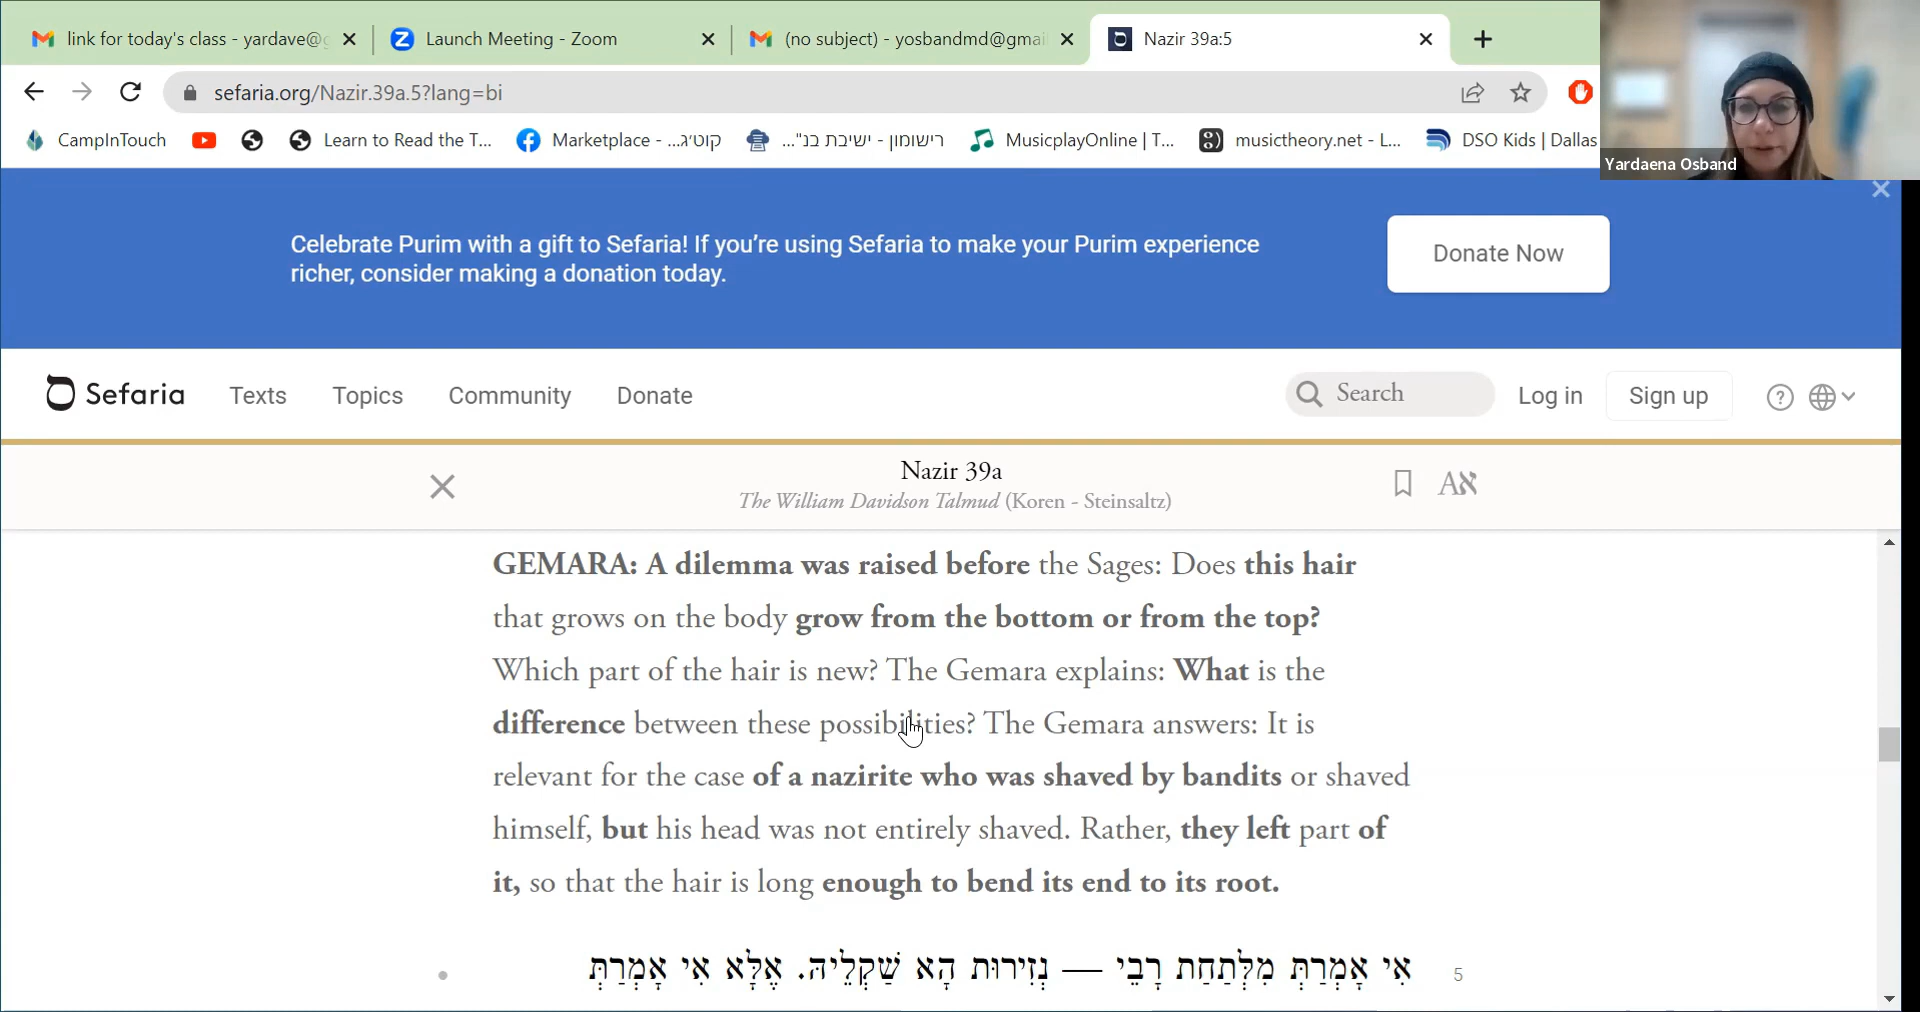 link for today's class - yardave@g
Launch Meeting - Zoom
(no subject) - yosbandmd@gmai
Nazir 39a:5
sefaria.org/Nazir.39a.5?lang=bi
CampInTouch
Learn to Read the T...
Marketplace - ...קוט׳ג
רישומון - ישיבת בנ"...
MusicplayOnline | T...
musictheory.net - L...
DSO Kids | Dallas
Yardaena Osband
Celebrate Purim with a gift to Sefaria! If you’re using Sefaria to make your Purim experience
richer, consider making a donation today.
Donate Now
Sefaria
Texts
Topics
Community
Donate
Search
Log in
Sign up
Nazir 39a
The William Davidson Talmud (Koren - Steinsaltz)
Aא
GEMARA: A dilemma was raised before the Sages: Does this hair
that grows on the body grow from the bottom or from the top?
Which part of the hair is new? The Gemara explains: What is the
difference between these possibilities? The Gemara answers: It is
relevant for the case of a nazirite who was shaved by bandits or shaved
himself, but his head was not entirely shaved. Rather, they left part of
it, so that the hair is long enough to bend its end to its root.
אִי אָמְרַתְּ מִלְּתַחַת רָבֵי — נְזִירוּת הָא שַׁקְלֵיהּ. אֶלָּא אִי אָמְרַתְּ
5